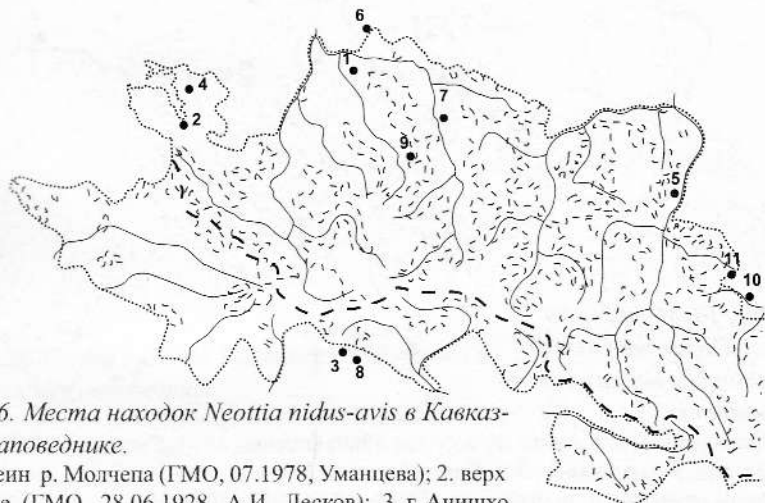 6
1
4
7
2
9
5
11
10
3
8
6. Места находок Neottia nidus-avis в Кавказ-
аповеднике.
еин р. Молчепа (ГМО, 07.1978, Уманцева); 2. верх
(ГМО, 28.06.1928, А.И. Лесков); 3. г. Ачишхо